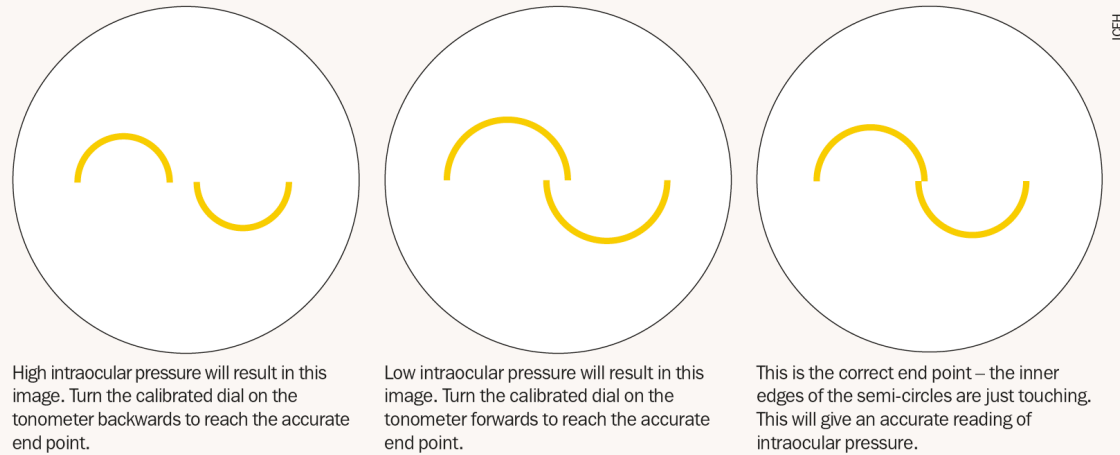 ICEH
High intraocular pressure will result in this
image. Turn the calibrated dial on the
tonometer backwards to reach the accurate
end point.
Low intraocular pressure will result in this
image. Turn the calibrated dial on the
tonometer forwards to reach the accurate
end point.
This is the correct end point – the inner
edges of the semi-circles are just touching.
This will give an accurate reading of
intraocular pressure.